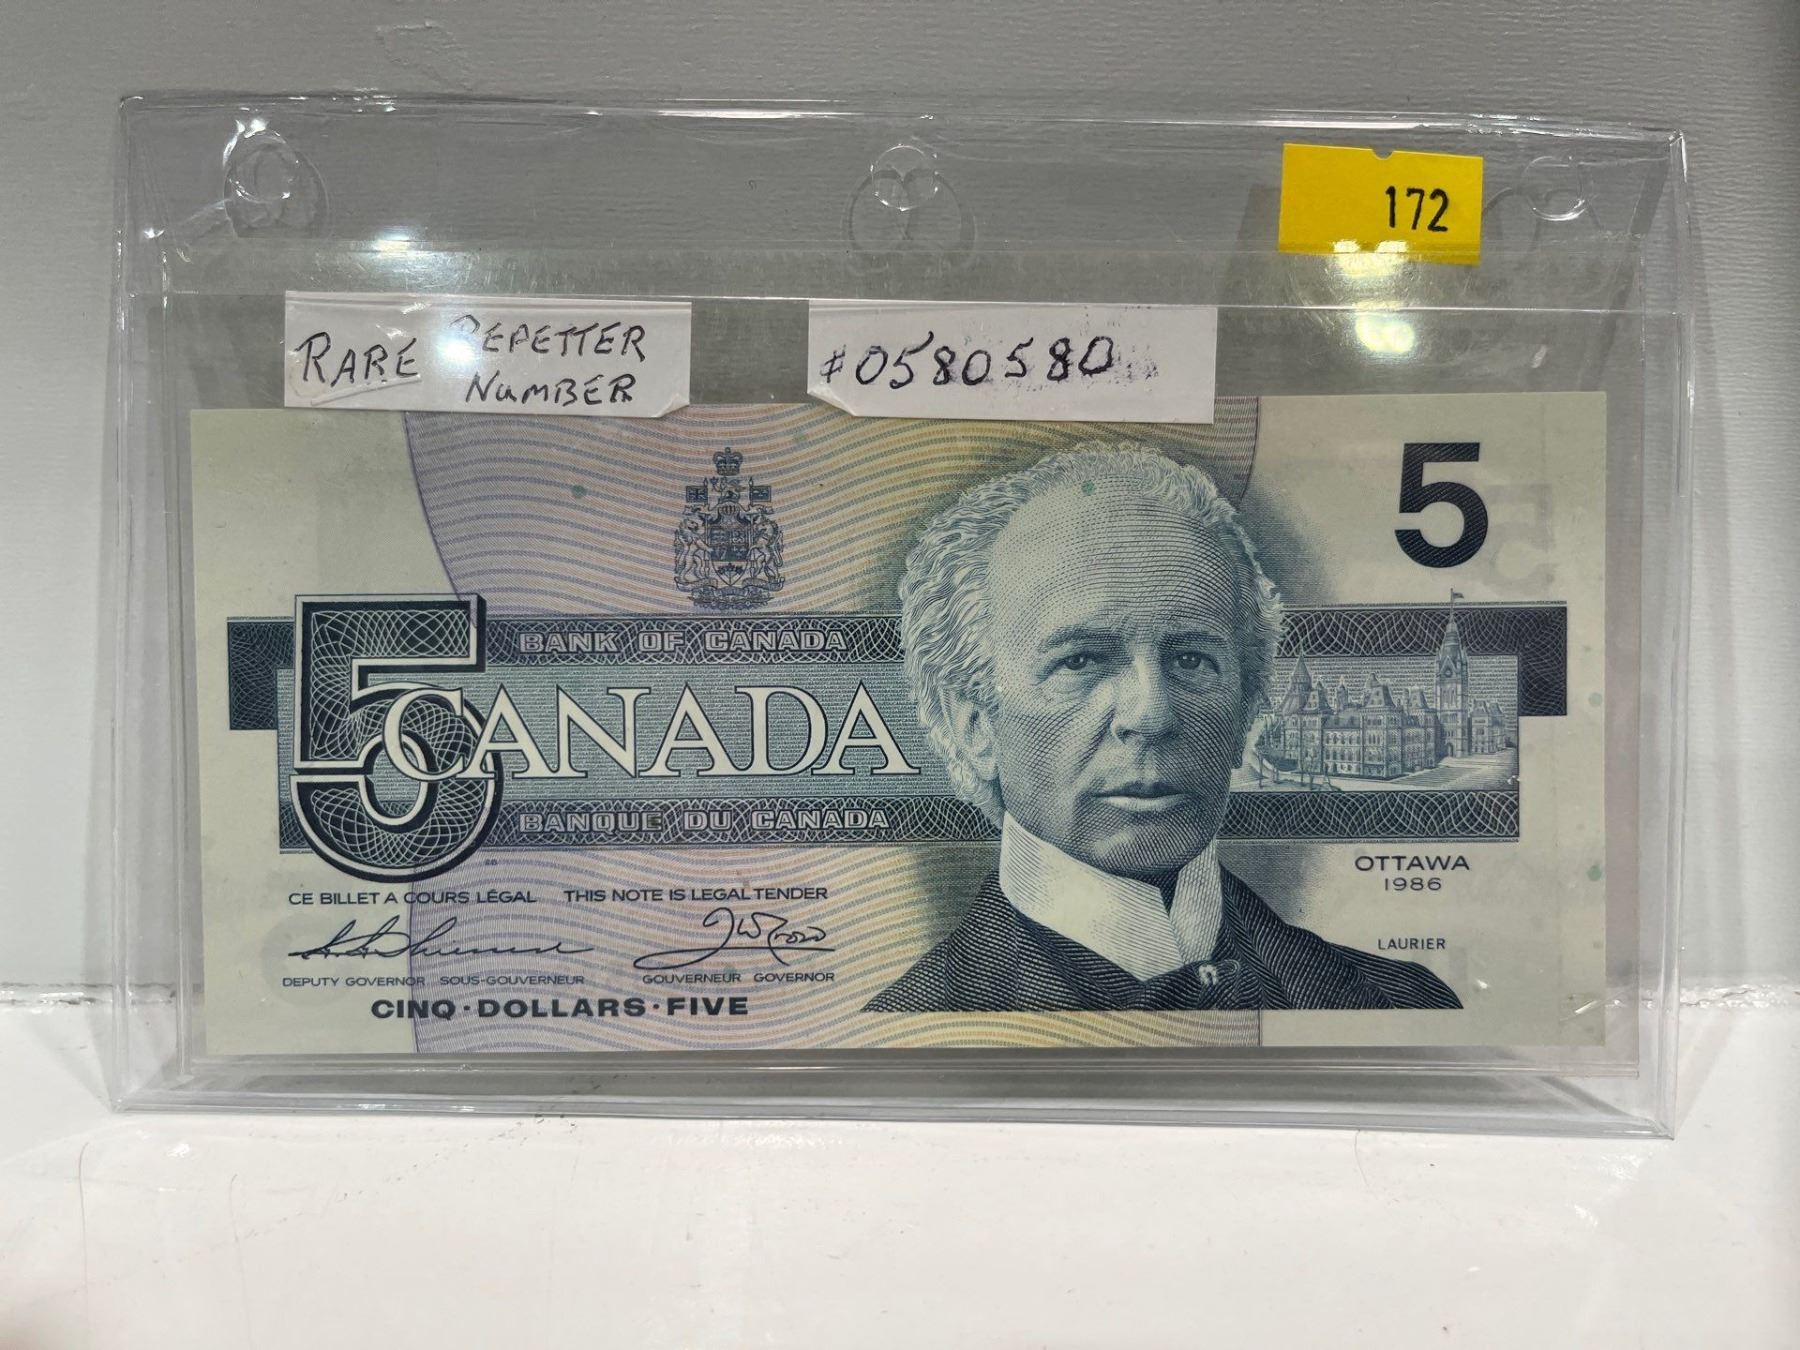 172
RARE REPETTER
NUMBER
#0580580
5
BANK OF CANADA
5
CANADA
BANQUE DU CANADA
OTTAWA
1986
CE BILLET A COURS LÉGAL THIS NOTE IS LEGAL TENDER
LAURIER
DEPUTY GOVERNOR SOUS-GOUVERNEUR GOUVERNEUR GOVERNOR
CINQ·DOLLARS·FIVE